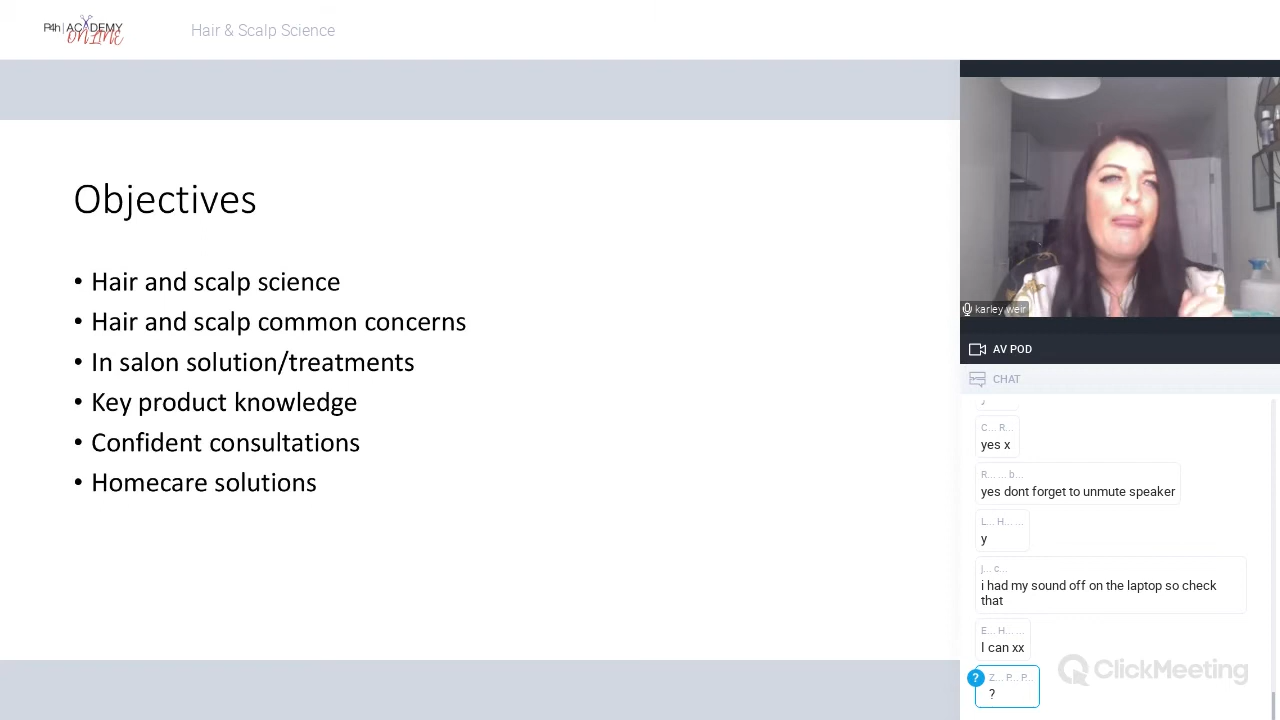 P4h | ACADEMY
ONLINE
Hair & Scalp Science
Objectives
• Hair and scalp science
• Hair and scalp common concerns
• In salon solution/treatments
• Key product knowledge
• Confident consultations
• Homecare solutions
karley weir
AV POD
CHAT
C... R...
yes x
R... ... b...
yes dont forget to unmute speaker
L... H... ...
y
j... c...
i had my sound off on the laptop so check
that
E... H... ...
I can xx
? Z... P... P...
?
ClickMeeting